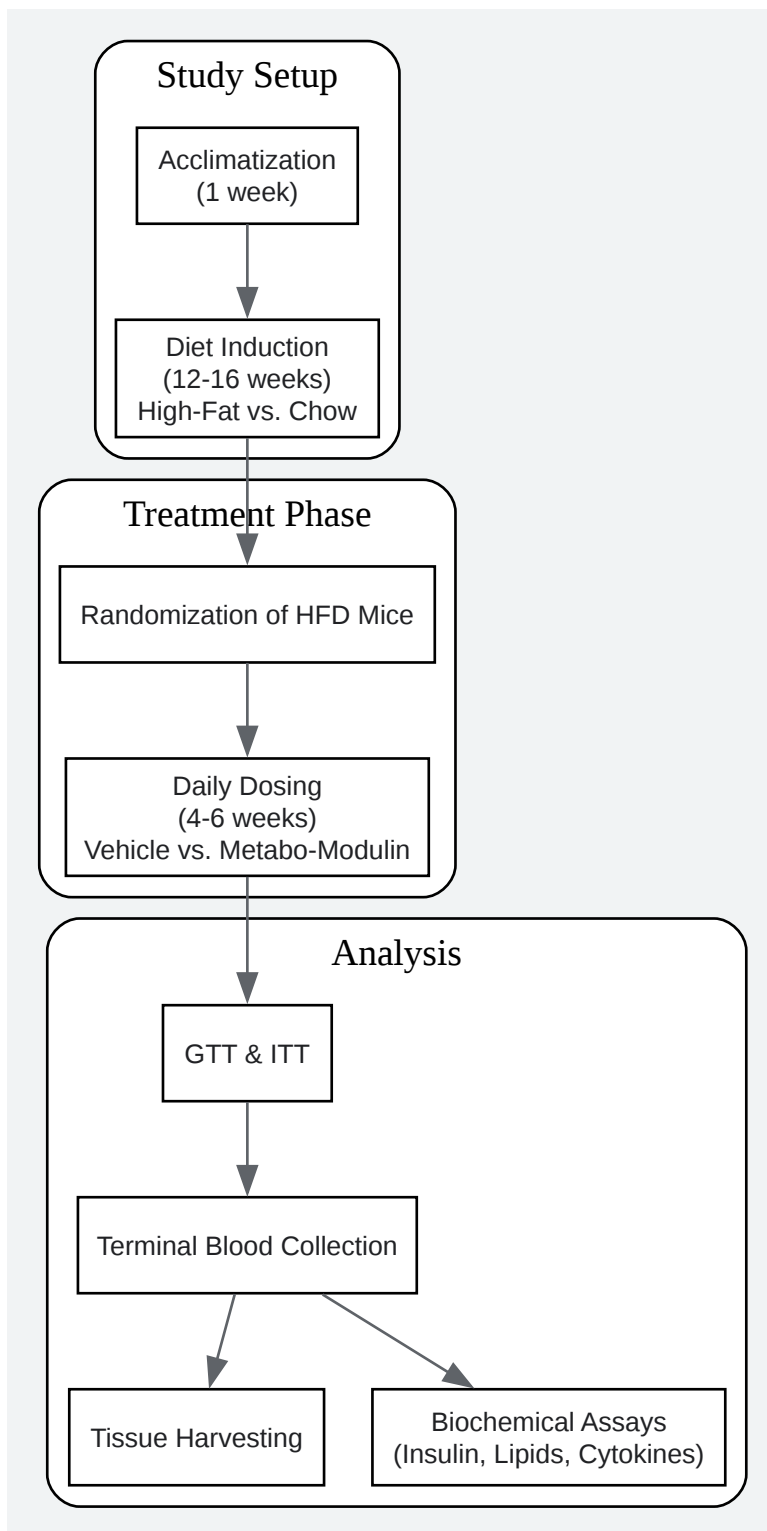 Study Setup
Acclimatization
(1 week)
Diet Induction
(12-16 weeks)
High-Fat vs. Chow
Treatment Phase
Randomization of HFD Mice
Daily Dosing
(4-6 weeks)
Vehicle vs. Metabo-Modulin
Analysis
GTT & ITT
Terminal Blood Collection
Tissue Harvesting
Biochemical Assays
(Insulin, Lipids, Cytokines)